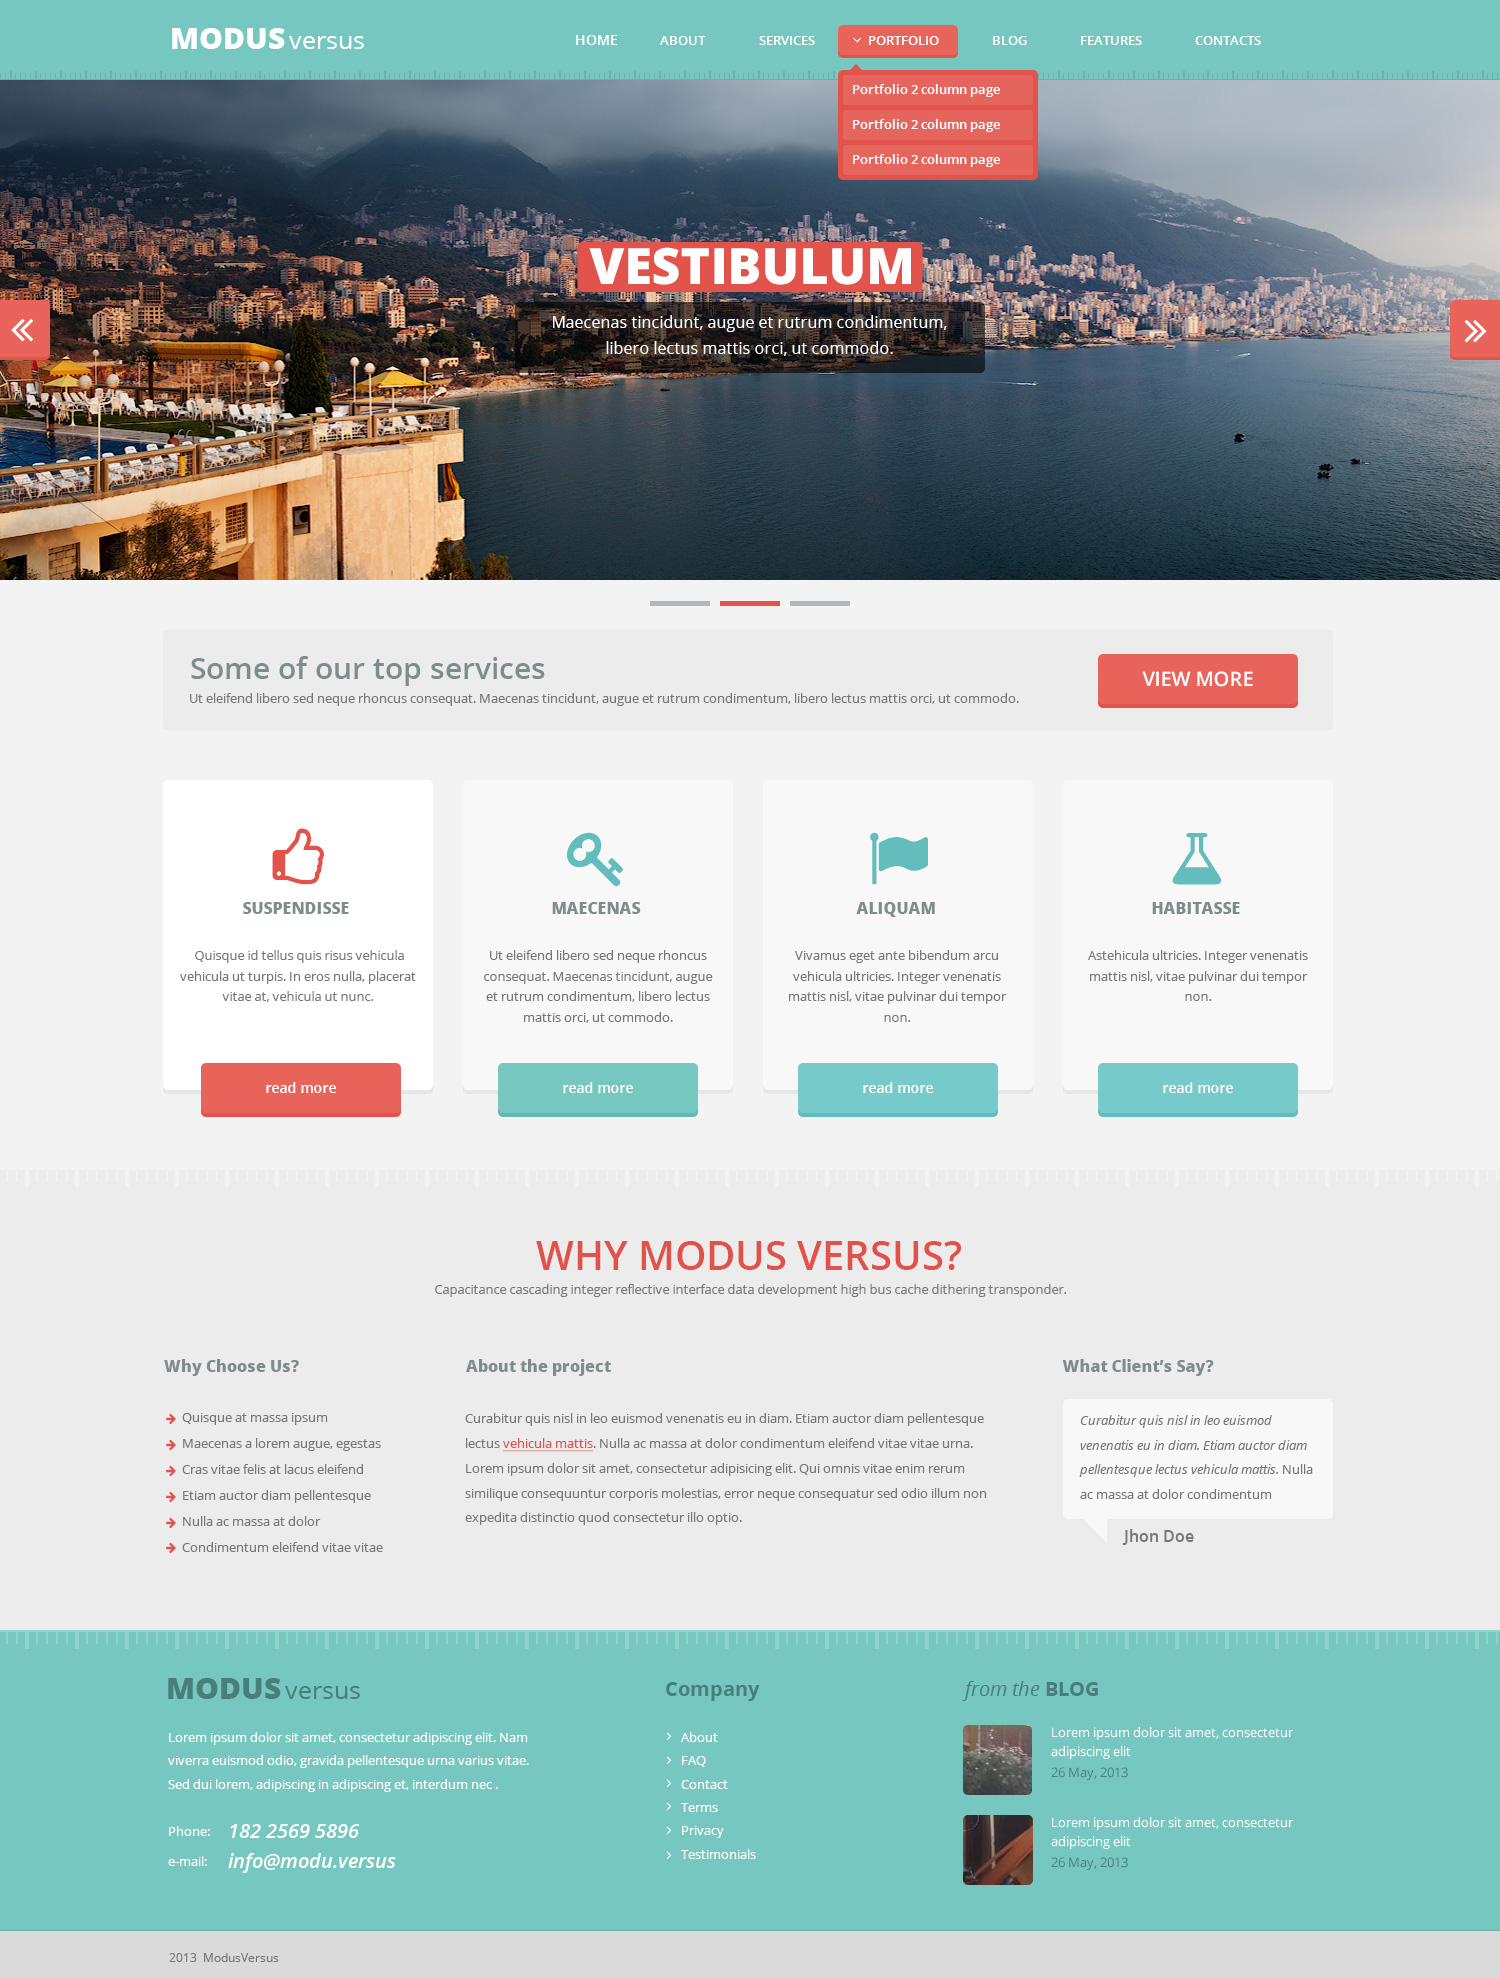 MODUS versus
HOME ABOUT SERVICES PORTFOLIO BLOG FEATURES CONTACTS
Portfolio 2 column page
Portfolio 2 column page
Portfolio 2 column page
VESTIBULUM
Maecenas tincidunt, augue et rutrum condimentum,
libero lectus mattis orci, ut commodo.
Some of our top services
Ut eleifend libero sed neque rhoncus consequat. Maecenas tincidunt, augue et rutrum condimentum, libero lectus mattis orci, ut commodo.
VIEW MORE
SUSPENDISSE
Quisque id tellus quis risus vehicula
vehicula ut turpis. In eros nulla, placerat
vitae at, vehicula ut nunc.
read more
MAECENAS
Ut eleifend libero sed neque rhoncus
consequat. Maecenas tincidunt, augue
et rutrum condimentum, libero lectus
mattis orci, ut commodo.
read more
ALIQUAM
Vivamus eget ante bibendum arcu
vehicula ultricies. Integer venenatis
mattis nisl, vitae pulvinar dui tempor
non.
read more
HABITASSE
Astehicula ultricies. Integer venenatis
mattis nisl, vitae pulvinar dui tempor
non.
read more
WHY MODUS VERSUS?
Capacitance cascading integer reflective interface data development high bus cache dithering transponder.
Why Choose Us?
Quisque at massa ipsum
Maecenas a lorem augue, egestas
Cras vitae felis at lacus eleifend
Etiam auctor diam pellentesque
Nulla ac massa at dolor
Condimentum eleifend vitae vitae
About the project
Curabitur quis nisl in leo euismod venenatis eu in diam. Etiam auctor diam pellentesque
lectus vehicula mattis. Nulla ac massa at dolor condimentum eleifend vitae vitae urna.
Lorem ipsum dolor sit amet, consectetur adipisicing elit. Qui omnis vitae enim rerum
similique consequuntur corporis molestias, error neque consequatur sed odio illum non
expedita distinctio quod consectetur illo optio.
What Client's Say?
Curabitur quis nisl in leo euismod
venenatis eu in diam. Etiam auctor diam
pellentesque lectus vehicula mattis. Nulla
ac massa at dolor condimentum
Jhon Doe
MODUS versus
Lorem ipsum dolor sit amet, consectetur adipiscing elit. Nam
viverra euismod odio, gravida pellentesque urna varius vitae.
Sed dui lorem, adipiscing in adipiscing et, interdum nec .
Phone: 182 2569 5896
e-mail: info@modu.versus
Company
About
FAQ
Contact
Terms
Privacy
Testimonials
from the BLOG
Lorem ipsum dolor sit amet, consectetur
adipiscing elit
26 May, 2013
Lorem ipsum dolor sit amet, consectetur
adipiscing elit
26 May, 2013
2013 ModusVersus